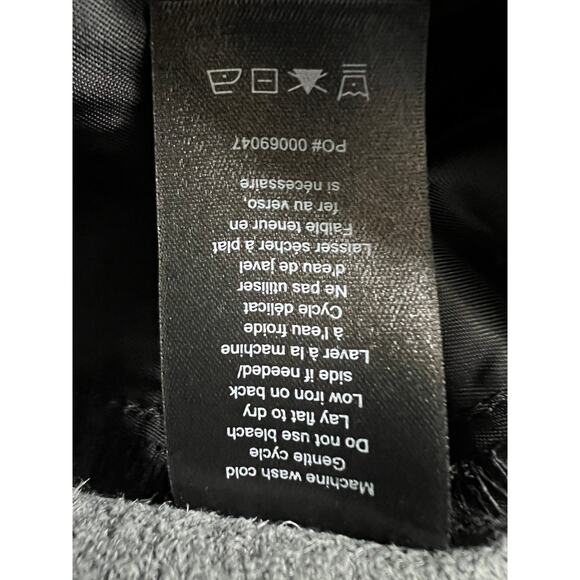 Machine wash cold
Gentle cycle
Do not use bleach
Lay flat to dry
Low iron on back
side if needed/
Laver à la machine
à l'eau froide
Cycle délicat
Ne pas utiliser
d'eau de javel
Laisser sécher à plat
Faible teneur en
fer au verso,
si nécessaire
PO# 00069047